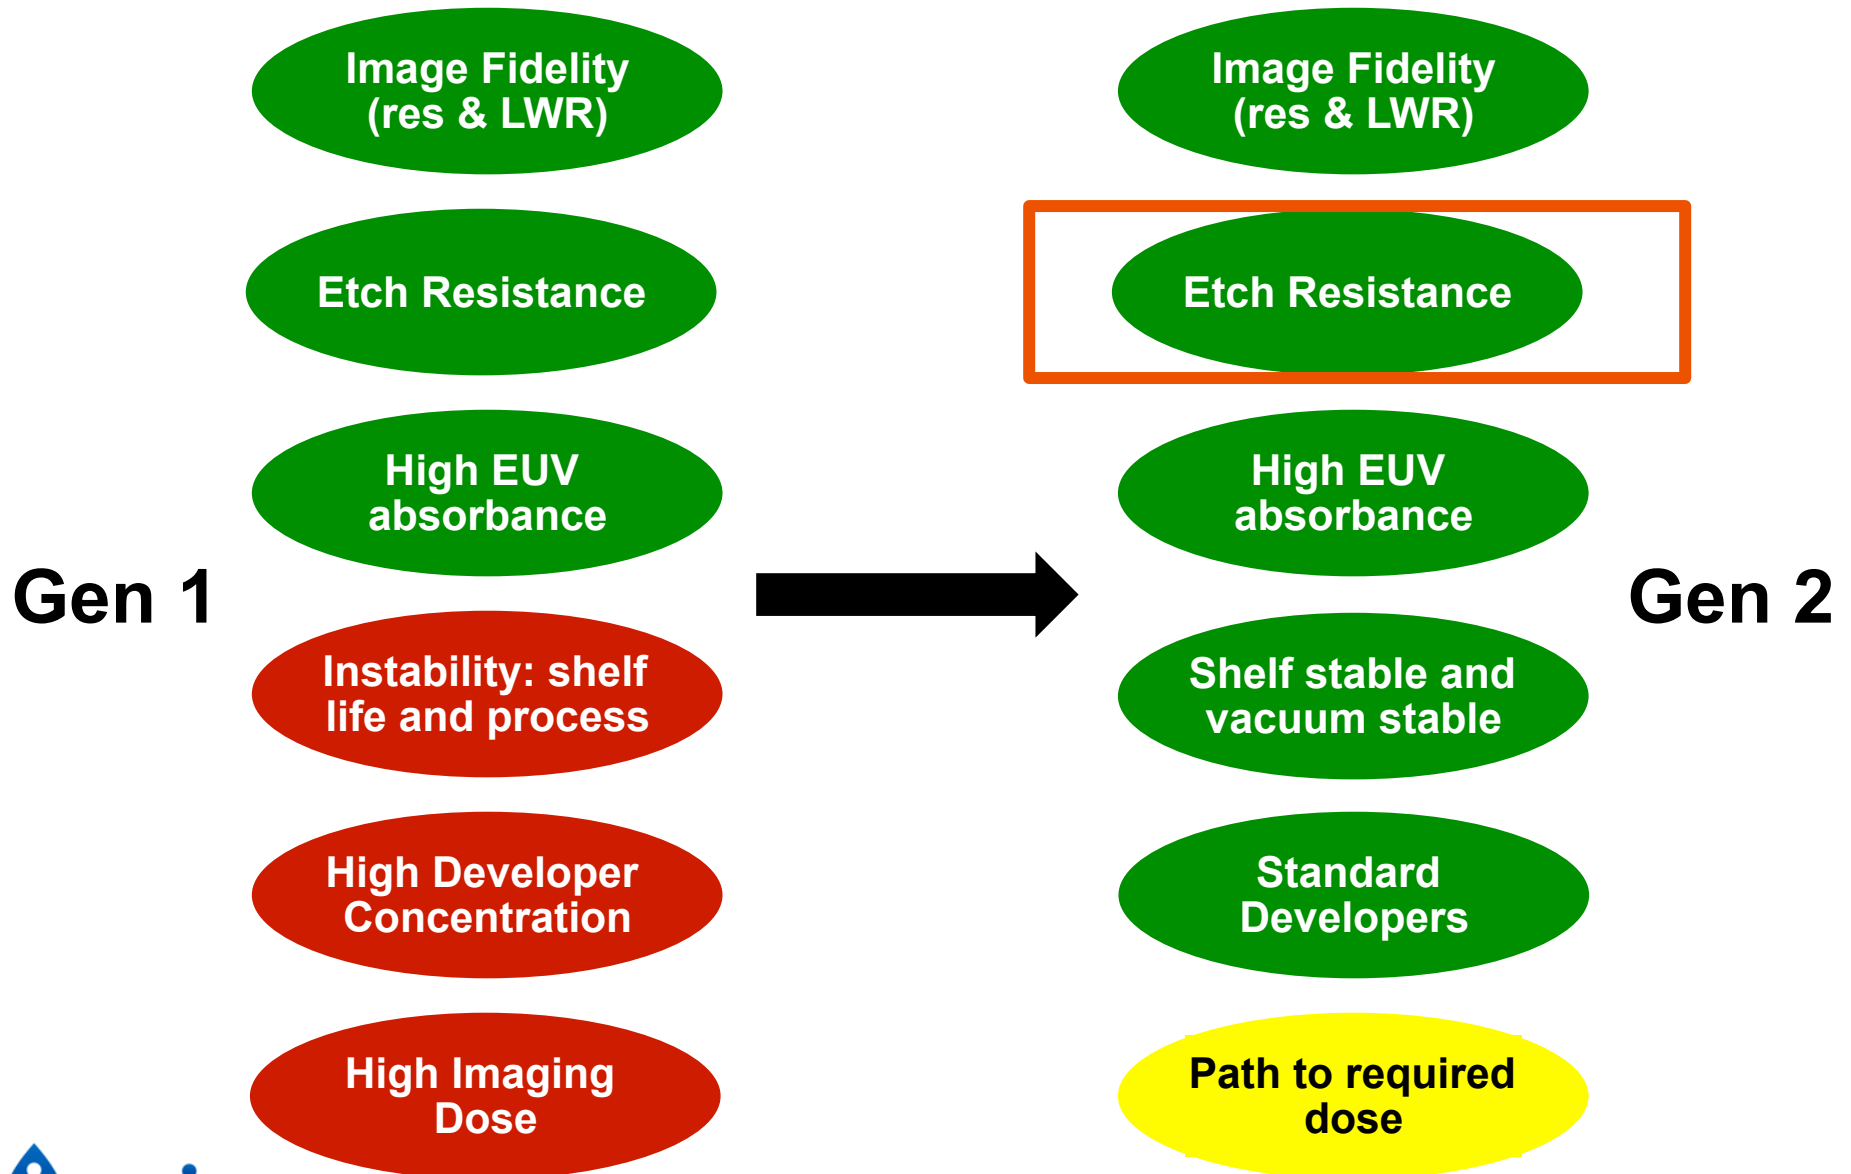 Image Fidelity
(res & LWR)
Etch Resistance
High EUV
absorbance
Gen 1
Instability: shelf
life and process
High Developer
Concentration
High Imaging
Dose
Image Fidelity
(res & LWR)
Etch Resistance
High EUV
absorbance
Gen 2
Shelf stable and
vacuum stable
Standard
Developers
Path to required
dose